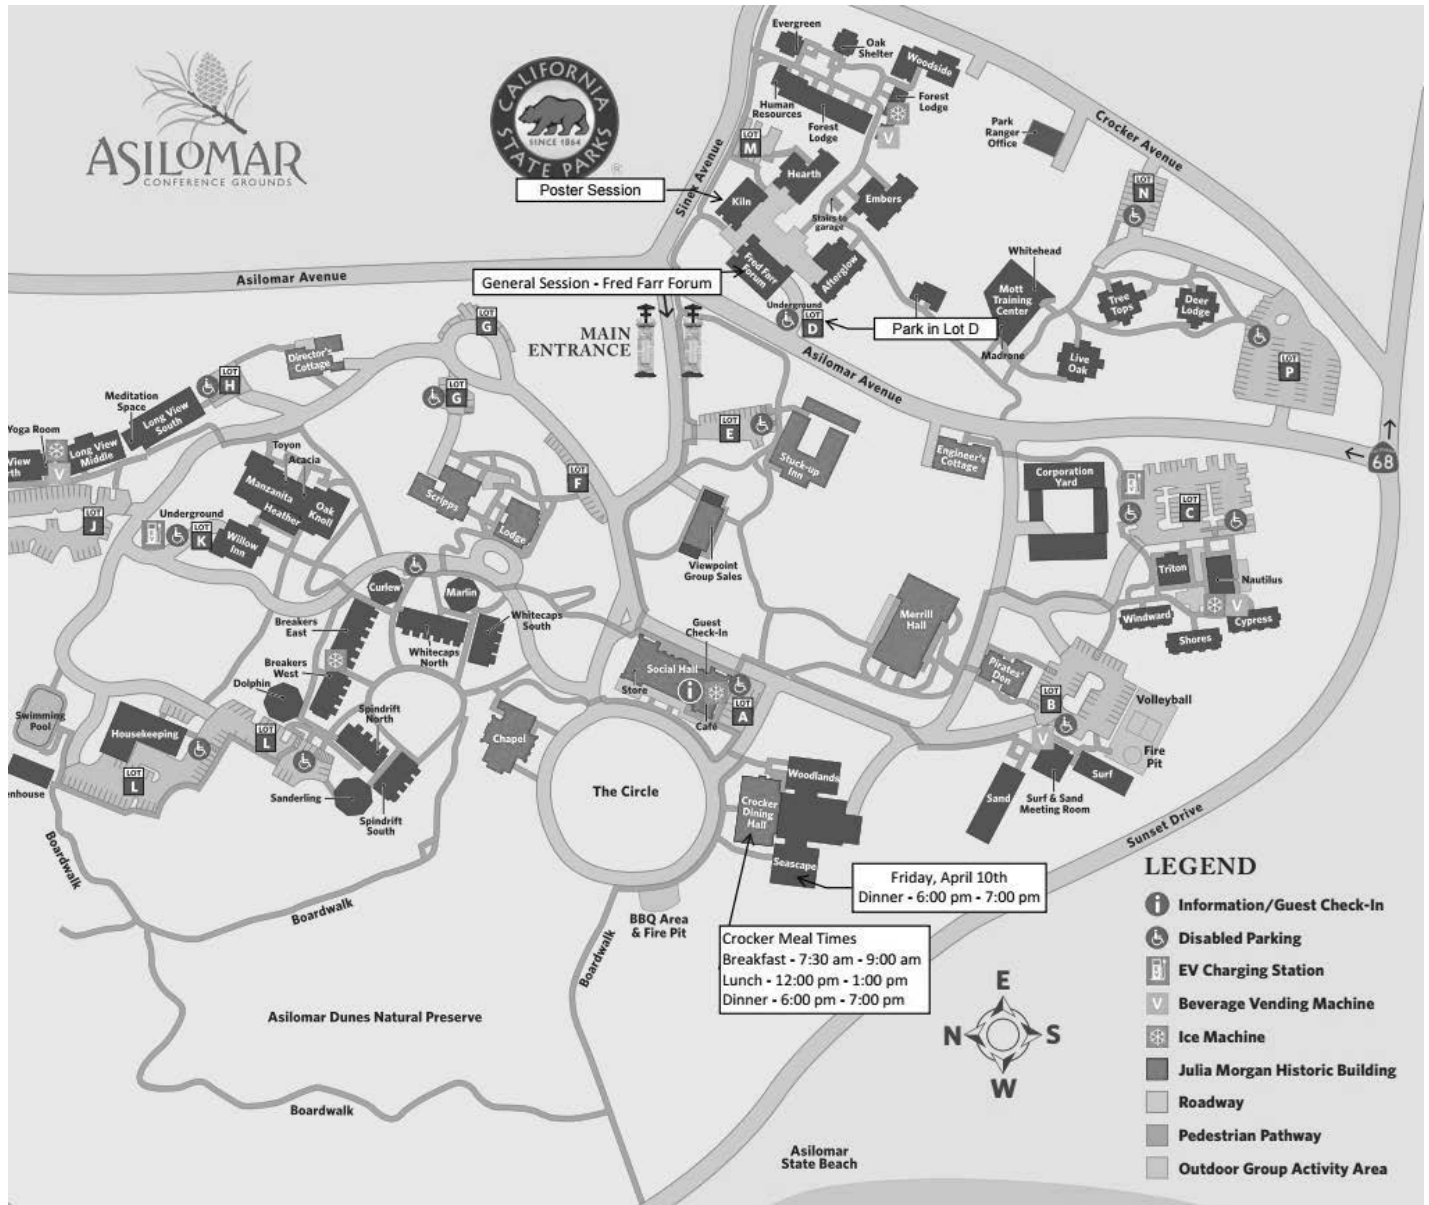 ASILOMAR
CONFERENCE GROUNDS
CALIFORNIA
STATE PARKS
SINCE 1864
Poster Session
General Session - Fred Farr Forum
MAIN
ENTRANCE
Park in Lot D
Evergreen
Oak
Shelter
Woodside
Human
Resources
Forest
Lodge
Forest
Lodge
V
LOT
M
Sinex Avenue
Hearth
Kiln
Embers
Stairs to
garage
Fred Farr
Forum
Afterglow
Underground
LOT
D
Park
Ranger
Office
Crocker Avenue
LOT
N
Whitehead
Mott
Training
Center
Madrone
Tree
Tops
Deer
Lodge
Live
Oak
LOT
P
Asilomar Avenue
Asilomar Avenue
68
LOT
G
LOT
G
Director's
Cottage
LOT
H
Meditation
Space
Long View
South
Yoga Room
Long View
Middle
View
V
LOT
J
Toyon
Acacia
Manzanita
Heather
Oak
Knoll
Underground
LOT
K
Willow
Inn
Scripps
Lodge
LOT
F
LOT
E
Stuck-up
Inn
Engineer's
Cottage
Corporation
Yard
LOT
C
Viewpoint
Group Sales
Triton
Nautilus
Windward
V
Cypress
Shores
Curlew
Marlin
Breakers
East
Whitecaps
South
Whitecaps
North
Breakers
West
Dolphin
Spindrift
North
Guest
Check-In
Social Hall
Store
i
Café
LOT
A
Merrill
Hall
Pirates'
Den
LOT
B
V
Volleyball
Fire
Pit
Swimming
Pool
Housekeeping
LOT
L
LOT
L
Sanderling
Spindrift
South
enhouse
Chapel
The Circle
Woodlands
Crocker
Dining
Hall
Seascape
Sand
Surf & Sand
Meeting Room
Surf
Sunset Drive
Friday, April 10th
Dinner - 6:00 pm - 7:00 pm
Crocker Meal Times
Breakfast - 7:30 am - 9:00 am
Lunch - 12:00 pm - 1:00 pm
Dinner - 6:00 pm - 7:00 pm
BBQ Area
& Fire Pit
Boardwalk
Boardwalk
Boardwalk
Boardwalk
Asilomar Dunes Natural Preserve
Asilomar
State Beach
E
N
S
W
LEGEND
i Information/Guest Check-In
Disabled Parking
EV Charging Station
V Beverage Vending Machine
Ice Machine
Julia Morgan Historic Building
Roadway
Pedestrian Pathway
Outdoor Group Activity Area